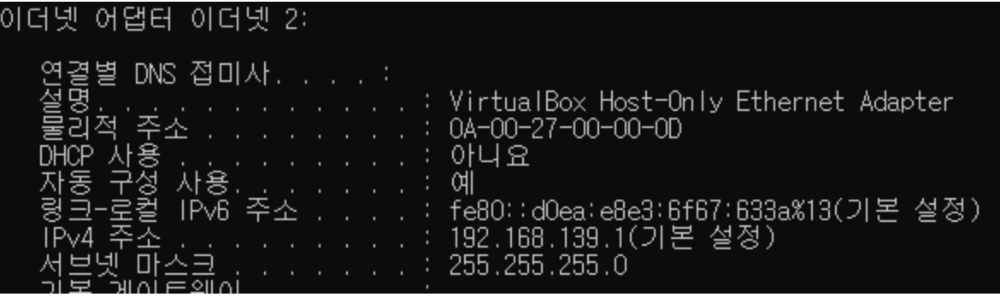 이더넷 어댑터 이더넷 2:
연결별 DNS 접미사. . . . :
설명. . . . . . . . . . . . : VirtualBox Host-Only Ethernet Adapter
물리적 주소 . . . . . . . . : 0A-00-27-00-00-0D
DHCP 사용 . . . . . . . . . : 아니요
자동 구성 사용. . . . . . . : 예
링크-로컬 IPv6 주소 . . . . : fe80::d0ea:e8e3:6f67:633a%13(기본 설정)
IPv4 주소 . . . . . . . . . : 192.168.139.1(기본 설정)
서브넷 마스크 . . . . . . . : 255.255.255.0
기본 게이트웨이 . . . . . . :